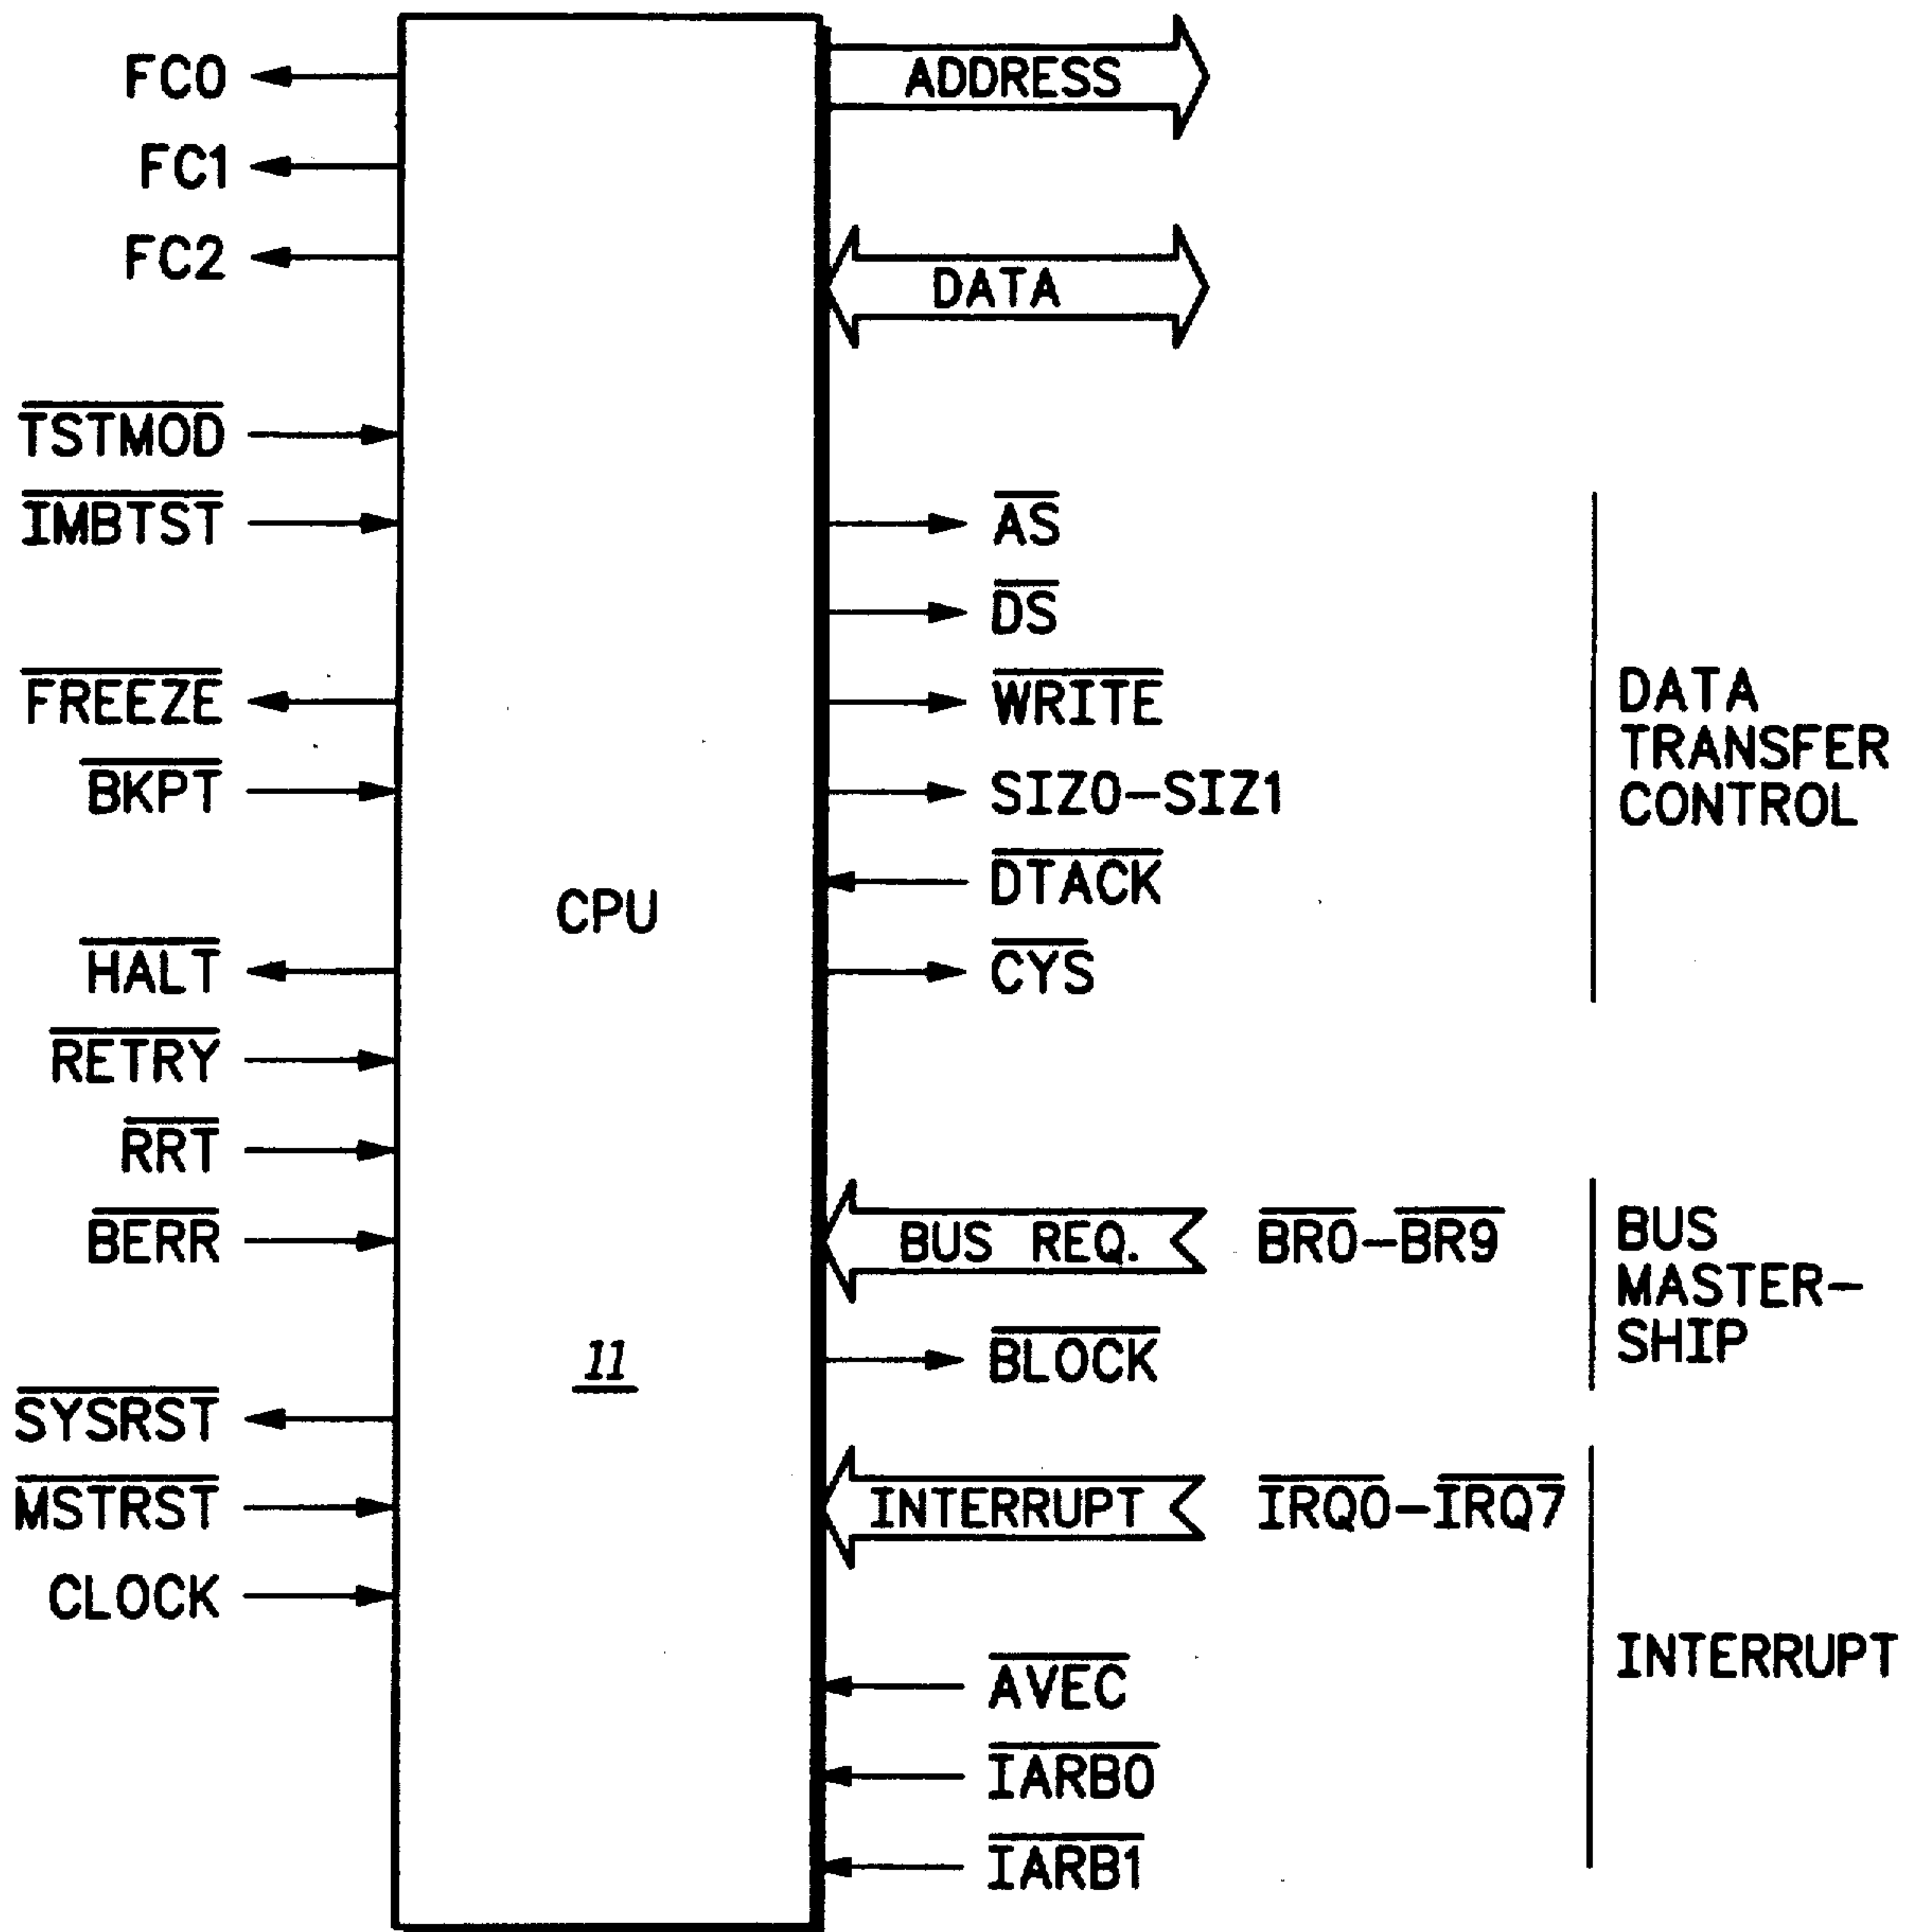 FC0
FC1
FC2
TSTMOD
IMBTST
FREEZE
BKPT
HALT
RETRY
RRT
BERR
SYSRST
MSTRST
CLOCK
CPU
11
ADDRESS
DATA
AS
DS
WRITE
SIZ0-SIZ1
DTACK
CYS
DATA
TRANSFER
CONTROL
BUS REQ. BR0-BR9
BLOCK
BUS
MASTER-
SHIP
INTERRUPT IRQ0-IRQ7
AVEC
IARB0
IARB1
INTERRUPT